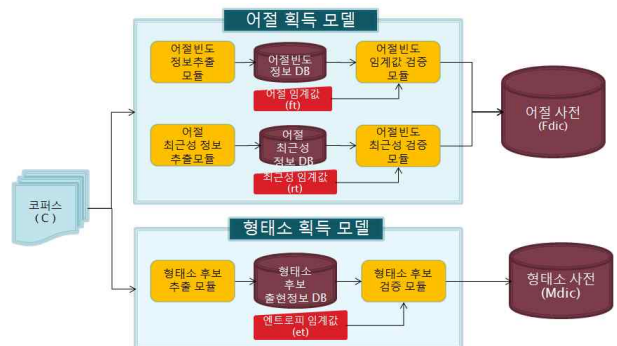 어절 획득 모델
어절빈도
정보추출
모듈
어절빈도
정보 DB
어절빈도
임계값 검증
모듈
어절 임계값
(ft)
어절
최근성 정보
추출모듈
어절
최근성
정보 DB
어절빈도
최근성 검증
모듈
최근성 임계값
(rt)
어절 사전
(Fdic)
코퍼스
( C )
형태소 획득 모델
형태소 후보
추출 모듈
형태소
후보
출현정보 DB
형태소 후보
검증 모듈
엔트로피 임계값
(et)
형태소 사전
(Mdic)